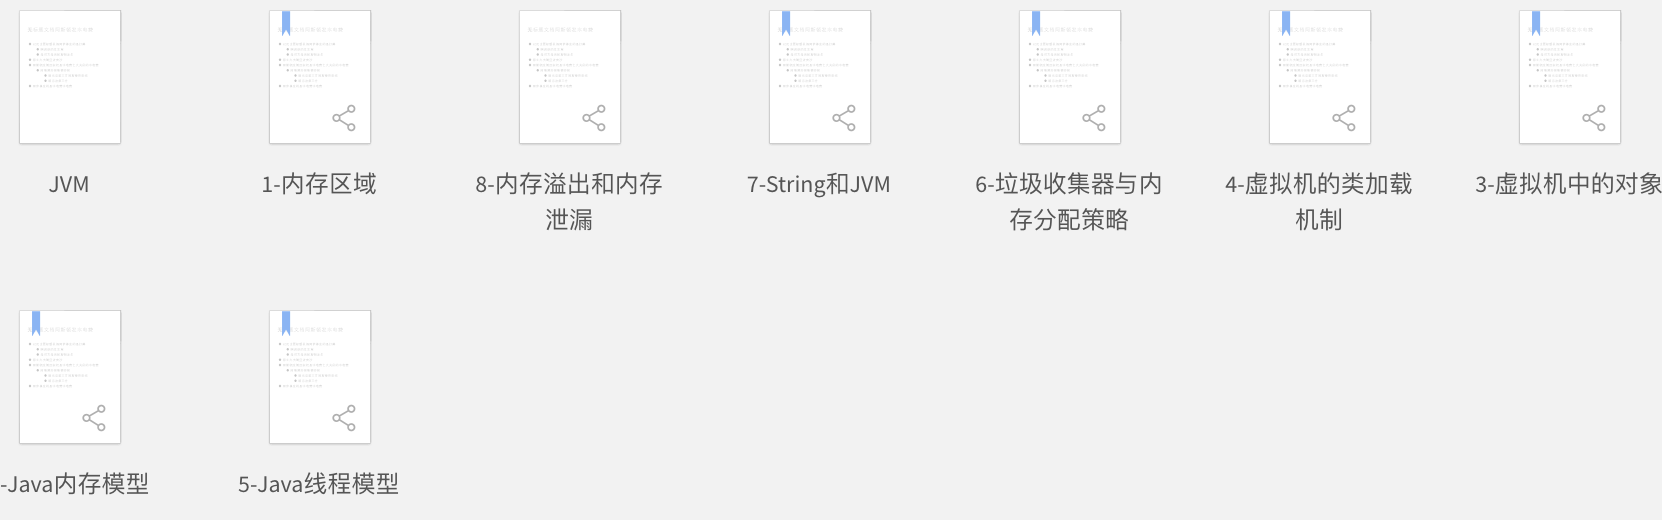 JVM
1-内存区域
8-内存溢出和内存
泄漏
7-String和JVM
6-垃圾收集器与内
存分配策略
4-虚拟机的类加载
机制
3-虚拟机中的对象
-Java内存模型
5-Java线程模型